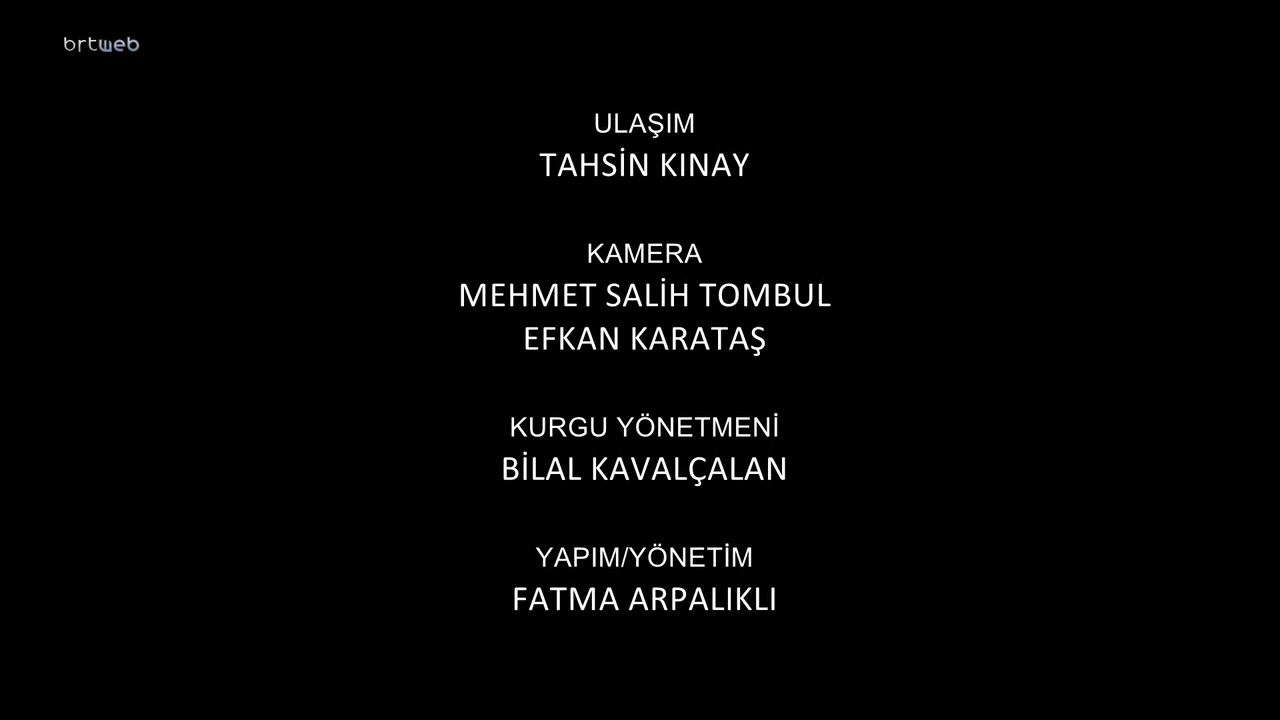 brtweb
ULAŞIM
TAHSİN KINAY
KAMERA
MEHMET SALİH TOMBUL
EFKAN KARATAŞ
KURGU YÖNETMENİ
BİLAL KAVALÇALAN
YAPIM/YÖNETİM
FATMA ARPALIKLI